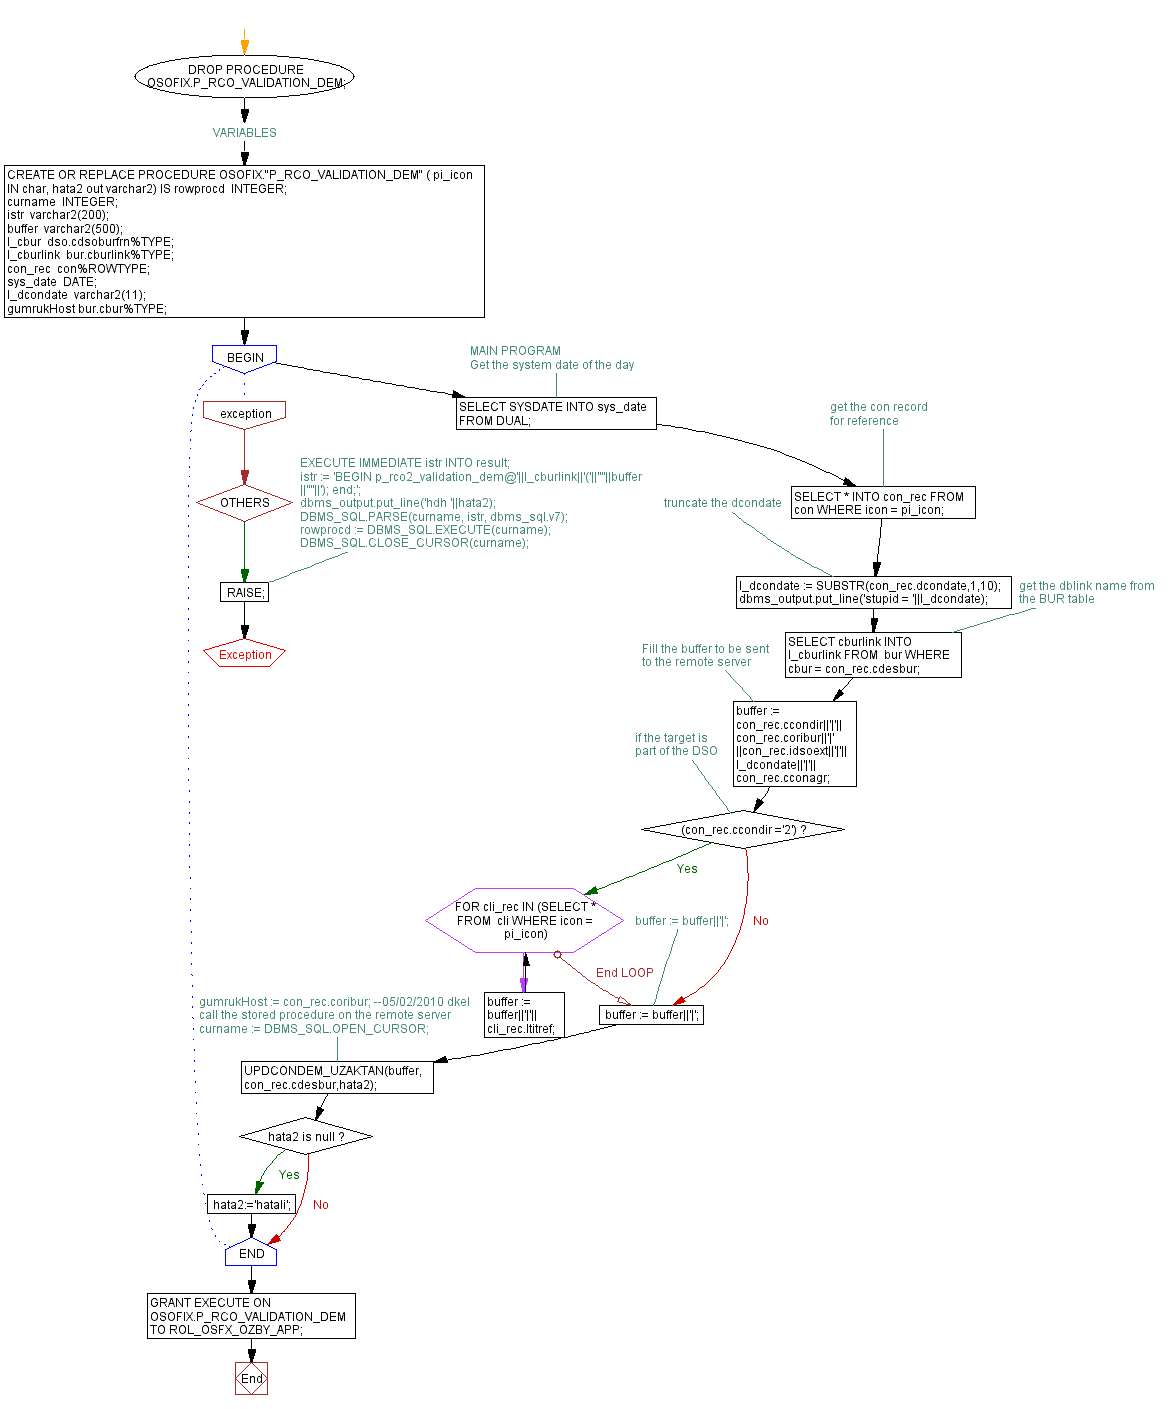 DROP PROCEDURE
OSOFIX.P_RCO_VALIDATION_DEM;
VARIABLES
CREATE OR REPLACE PROCEDURE OSOFIX."P_RCO_VALIDATION_DEM" ( pi_icon
IN char, hata2 out varchar2) IS rowprocd  INTEGER;
curname  INTEGER;
istr  varchar2(200);
buffer  varchar2(500);
l_cbur  dso.cdsoburfrn%TYPE;
l_cburlink  bur.cburlink%TYPE;
con_rec  con%ROWTYPE;
sys_date  DATE;
l_dcondate  varchar2(11);
gumrukHost bur.cbur%TYPE;
BEGIN
MAIN PROGRAM
Get the system date of the day
SELECT SYSDATE INTO sys_date
FROM DUAL;
exception
get the con record
for reference
EXECUTE IMMEDIATE istr INTO result;
istr := 'BEGIN p_rco2_validation_dem@'||l_cburlink||'('||''''||buffer
||''''||'); end;';
dbms_output.put_line('hdh '||hata2);
DBMS_SQL.PARSE(curname, istr, dbms_sql.v7);
rowprocd := DBMS_SQL.EXECUTE(curname);
DBMS_SQL.CLOSE_CURSOR(curname);
OTHERS
truncate the dcondate
SELECT * INTO con_rec FROM
con WHERE icon = pi_icon;
RAISE;
l_dcondate := SUBSTR(con_rec.dcondate,1,10);
dbms_output.put_line('stupid = '||l_dcondate);
get the dblink name from
the BUR table
Exception
SELECT cburlink INTO
l_cburlink FROM  bur WHERE
cbur = con_rec.cdesbur;
Fill the buffer to be sent
to the remote server
buffer :=
con_rec.ccondir||'|'||
con_rec.coribur||'|'
||con_rec.idsoext||'|'||
l_dcondate||'|'||
con_rec.cconagr;
if the target is
part of the DSO
(con_rec.ccondir ='2') ?
Yes
No
FOR cli_rec IN (SELECT *
FROM  cli WHERE icon =
pi_icon)
buffer := buffer||'|';
End LOOP
buffer :=
buffer||'|'||
cli_rec.ltitref;
buffer := buffer||'|';
gumrukHost := con_rec.coribur; --05/02/2010 dkel
call the stored procedure on the remote server
curname := DBMS_SQL.OPEN_CURSOR;
UPDCONDEM_UZAKTAN(buffer,
con_rec.cdesbur,hata2);
hata2 is null ?
Yes
No
hata2:='hatali';
END
GRANT EXECUTE ON
OSOFIX.P_RCO_VALIDATION_DEM
TO ROL_OSFX_OZBY_APP;
End